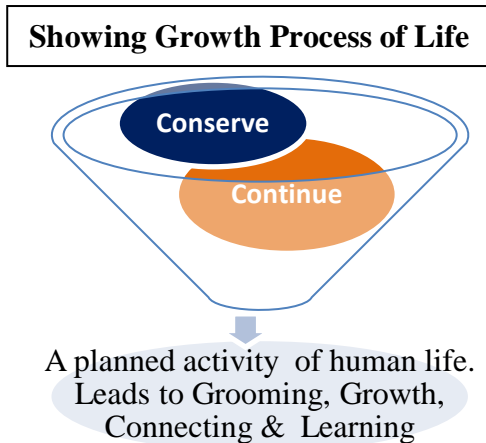 Showing Growth Process of Life
Conserve
Continue
A planned activity of human life.
Leads to Grooming, Growth,
Connecting & Learning